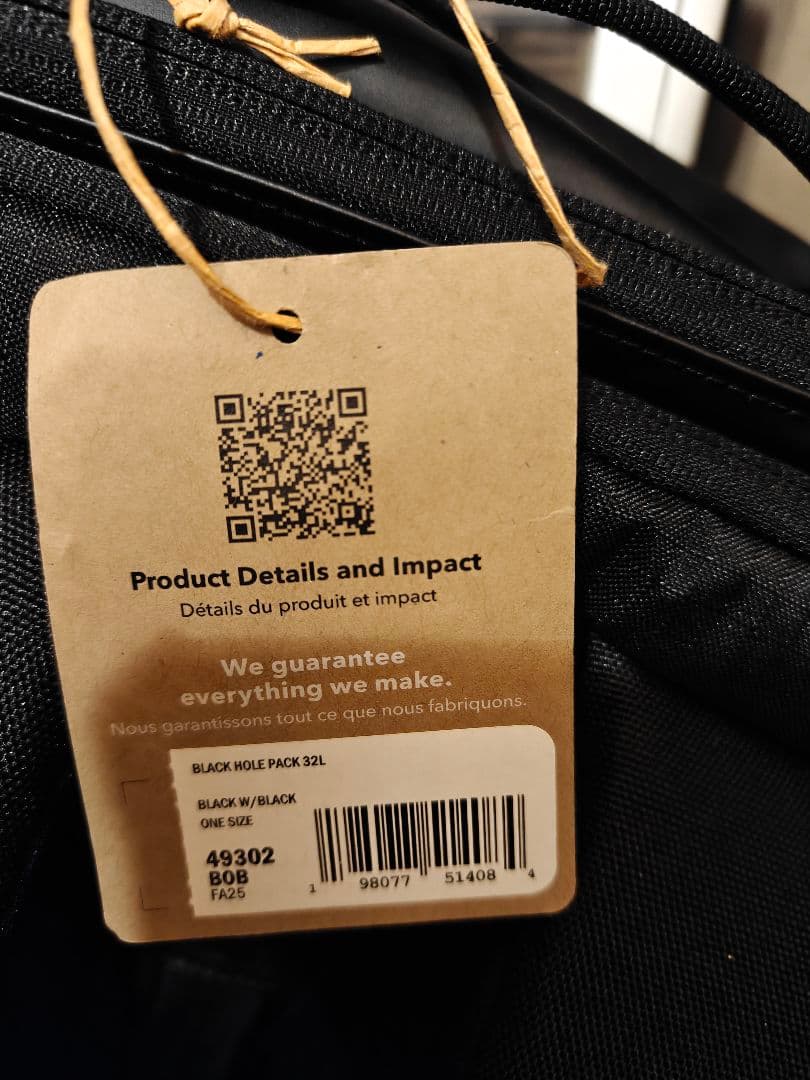 Product Details and Impact
Détails du produit et impact
We guarantee
everything we make.
Nous garantissons tout ce que nous fabriquons.
BLACK HOLE PACK 32L
BLACK W/BLACK
ONE SIZE
49302
BOB
FA25
1 98077 51408 4